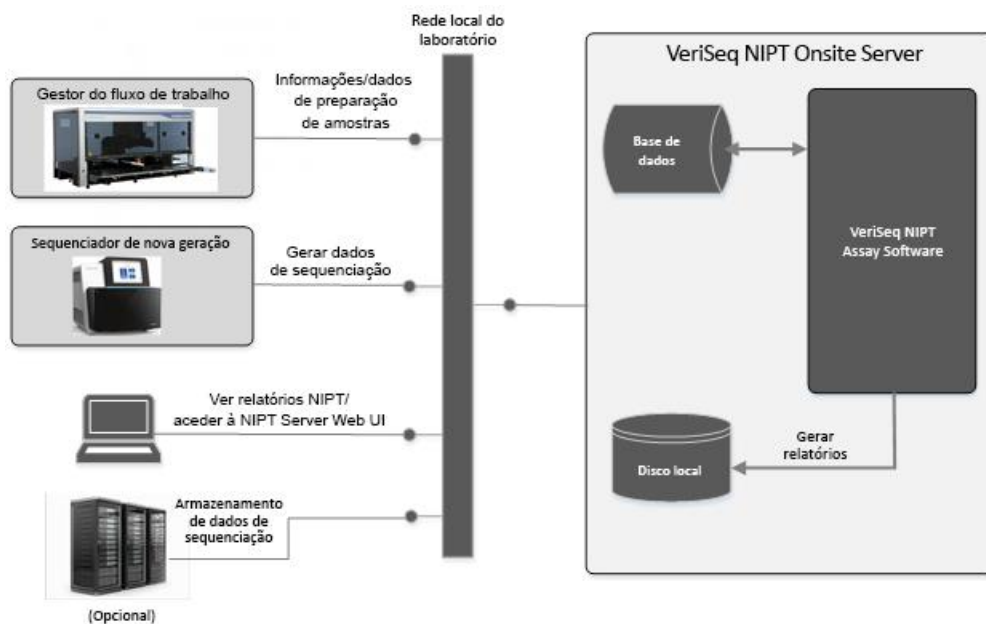 Rede local do
laboratório
Gestor do fluxo de trabalho
Informações/dados
de preparação
de amostras
Sequenciador de nova geração
Gerar dados
de sequenciação
Ver relatórios NIPT/
aceder à NIPT Server Web UI
Armazenamento
de dados de
sequenciação
(Opcional)
VeriSeq NIPT Onsite Server
Base de
dados
VeriSeq NIPT
Assay Software
Gerar
relatórios
Disco local